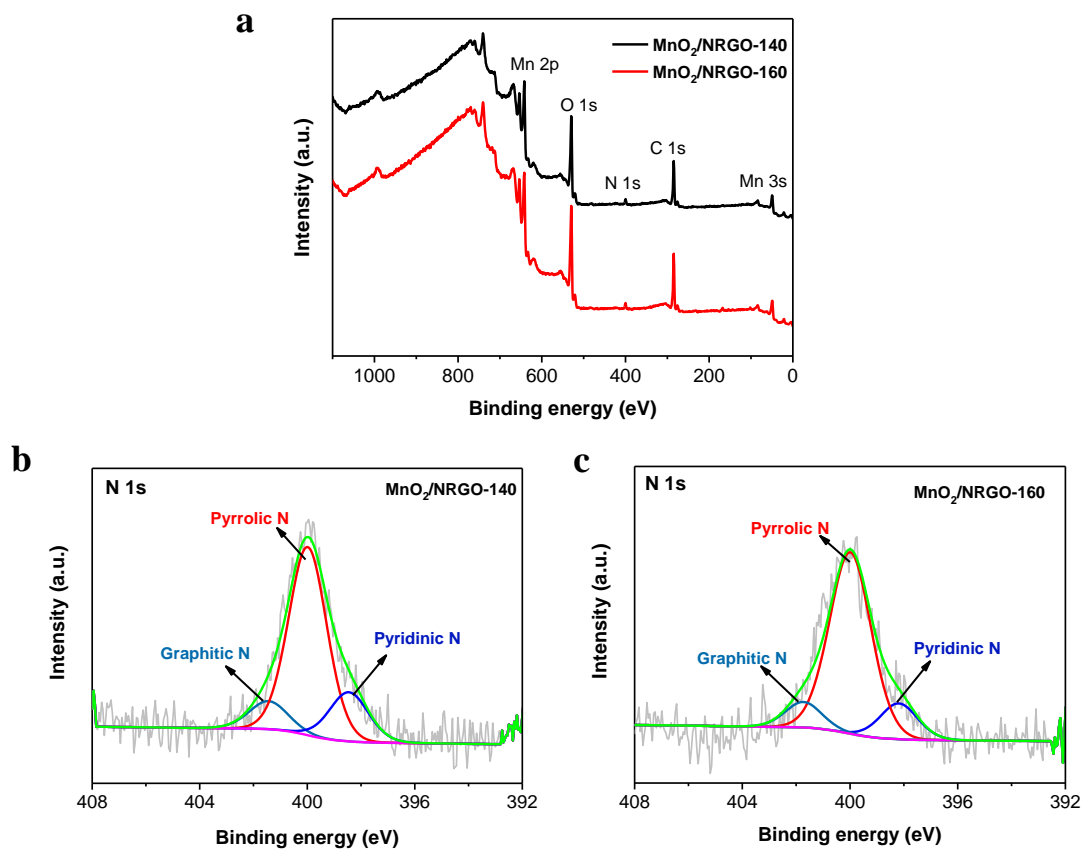 a
MnO2/NRGO-140
MnO2/NRGO-160
Mn 2p
O 1s
N 1s
C 1s
Mn 3s
Intensity (a.u.)
1000 800 600 400 200 0
Binding energy (eV)
b
N 1s
MnO2/NRGO-140
Pyrrolic N
Graphitic N
Pyridinic N
Intensity (a.u.)
408 404 400 396 392
Binding energy (eV)
c
N 1s
MnO2/NRGO-160
Pyrrolic N
Graphitic N
Pyridinic N
Intensity (a.u.)
408 404 400 396 392
Binding energy (eV)